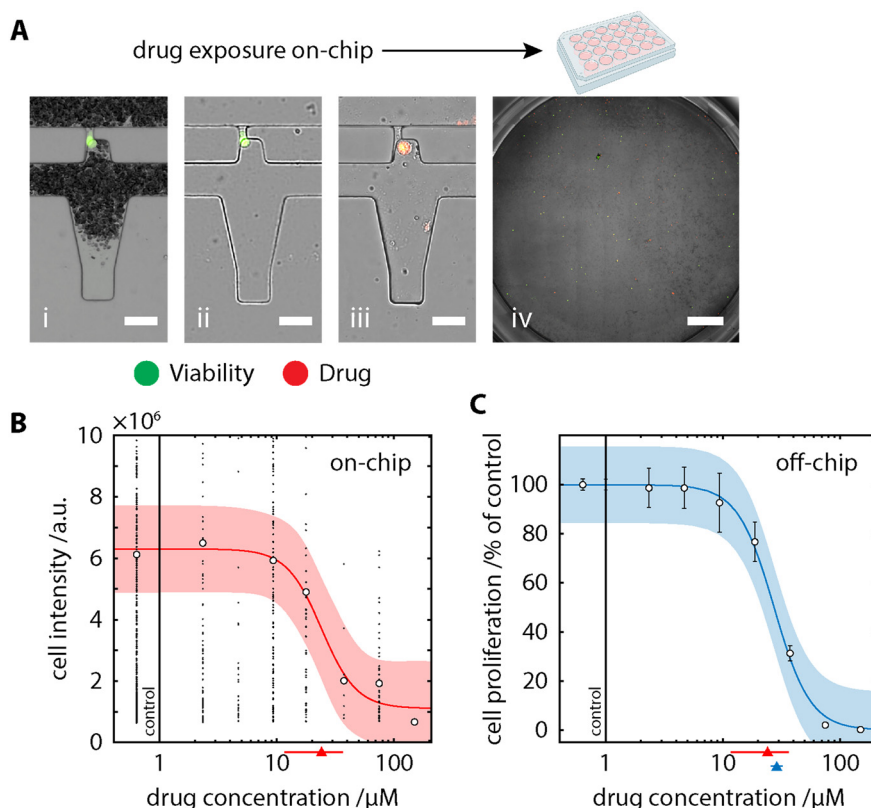 A
drug exposure on-chip
i
ii
iii
iv
Viability
Drug
B
×10⁶
on-chip
10
8
6
4
2
0
cell intensity /a.u.
control
1
10
100
drug concentration /µM
C
off-chip
100
80
60
40
20
0
cell proliferation /% of control
control
1
10
100
drug concentration /µM